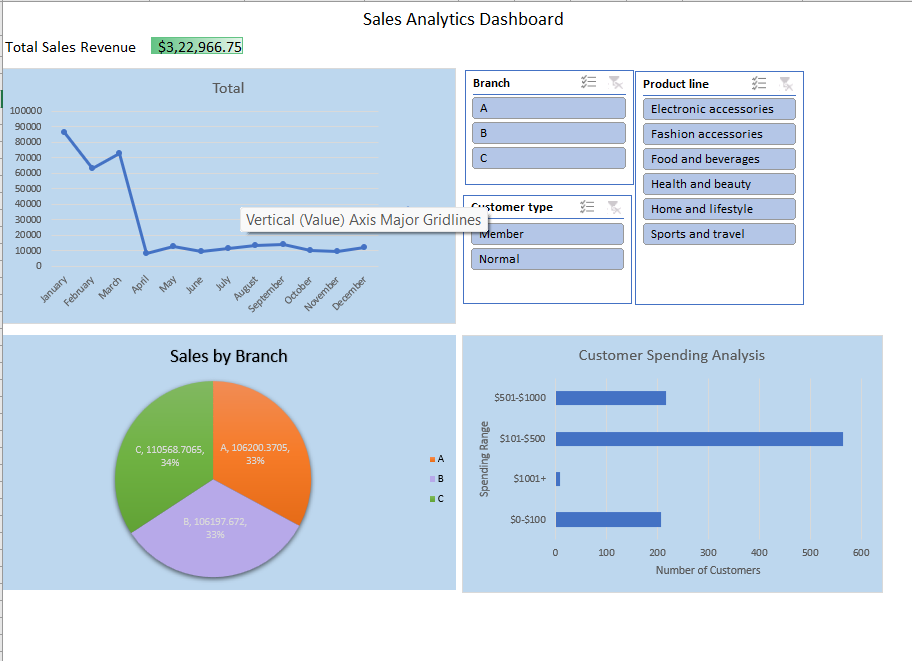 Sales Analytics Dashboard
Total Sales Revenue $3,22,966.75
Total
100000
90000
80000
70000
60000
50000
40000
30000
20000
10000
0
January
February
March
April
May
June
July
August
September
October
November
December
Vertical (Value) Axis Major Gridlines
Branch
A
B
C
Customer type
Member
Normal
Product line
Electronic accessories
Fashion accessories
Food and beverages
Health and beauty
Home and lifestyle
Sports and travel
Sales by Branch
C, 110568.7065,
34%
A, 106200.3705,
33%
B, 106197.672,
33%
A
B
C
Customer Spending Analysis
Spending Range
$501-$1000
$101-$500
$1001+
$0-$100
0 100 200 300 400 500 600
Number of Customers